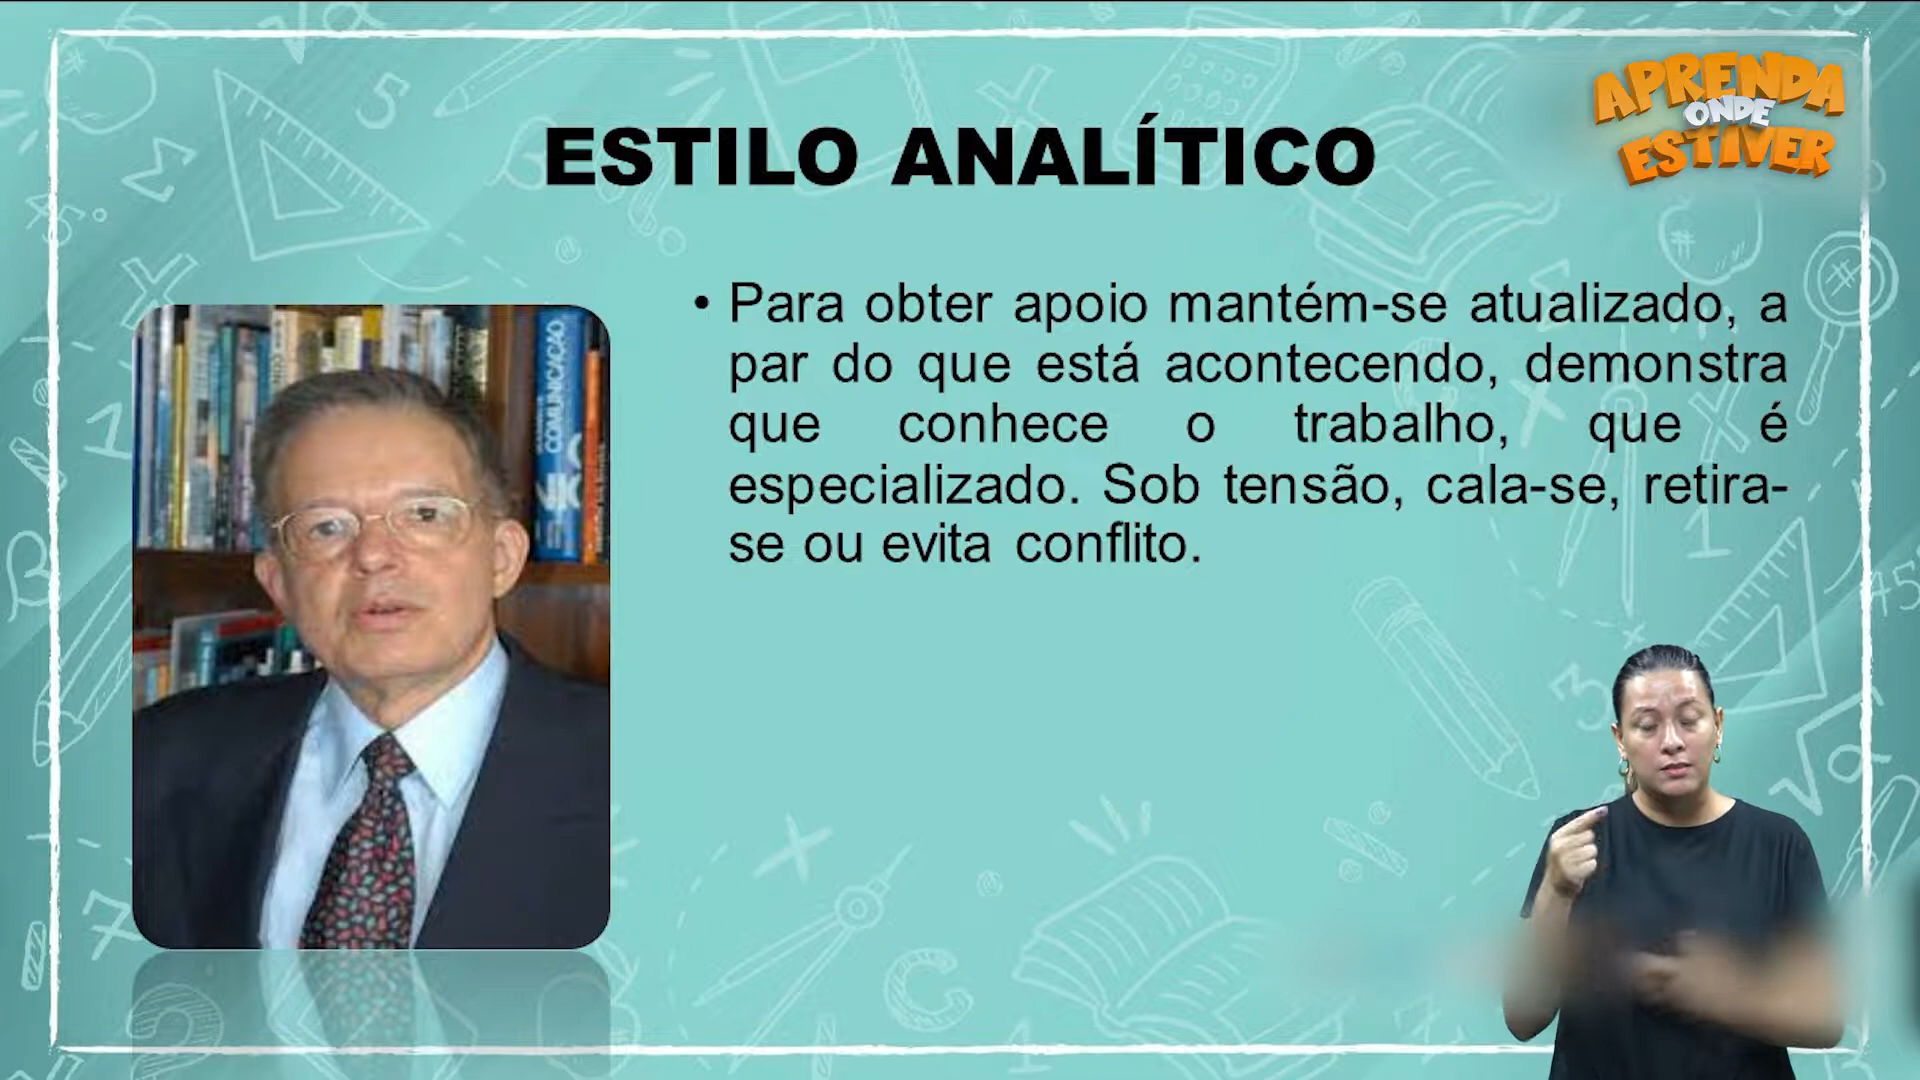 APRENDA
ONDE
ESTIVER
ESTILO ANALÍTICO
• Para obter apoio mantém-se atualizado, a
par do que está acontecendo, demonstra
que conhece o trabalho, que é
especializado. Sob tensão, cala-se, retira-
se ou evita conflito.
COMUNICAÇÃO